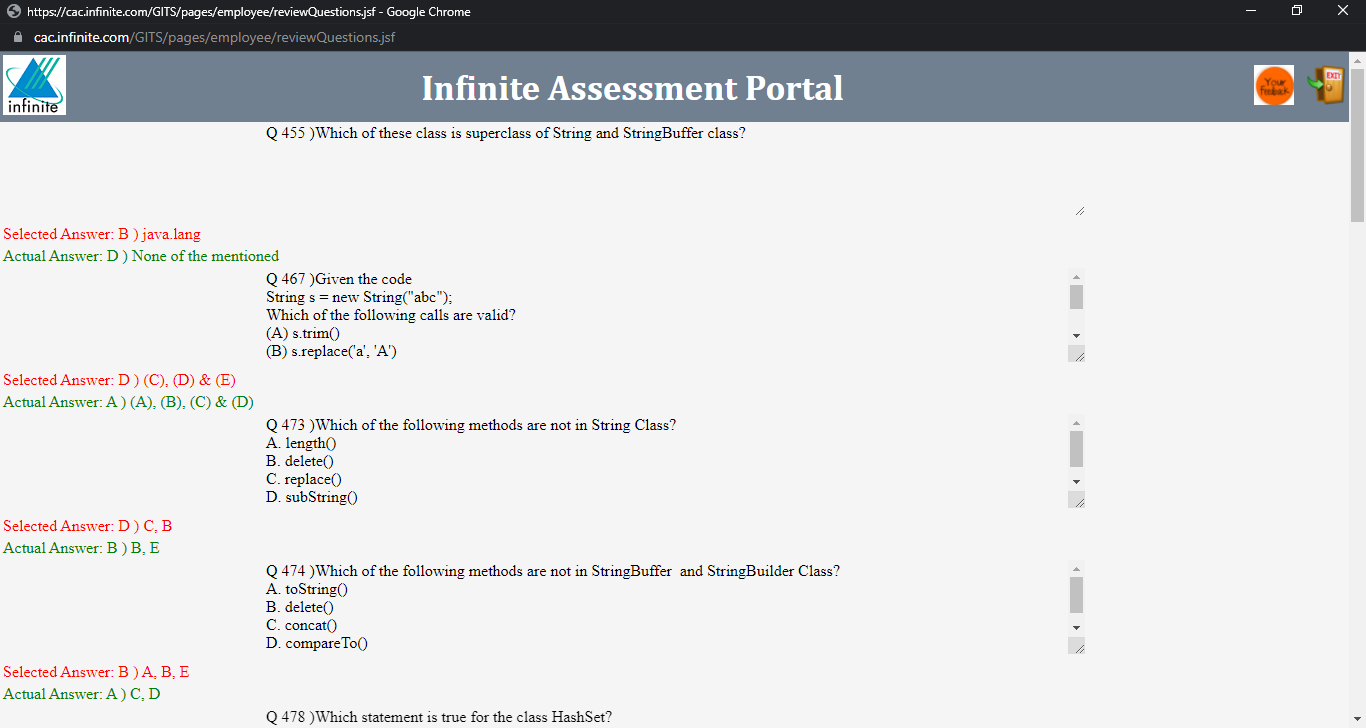 https://cac.infinite.com/GITS/pages/employee/reviewQuestions.jsf - Google Chrome
cac.infinite.com/GITS/pages/employee/reviewQuestions.jsf
infinite
Infinite Assessment Portal
Your
Feedback
EXIT
Q 455 )Which of these class is superclass of String and StringBuffer class?
Selected Answer: B ) java.lang
Actual Answer: D ) None of the mentioned
Q 467 )Given the code
String s = new String("abc");
Which of the following calls are valid?
(A) s.trim()
(B) s.replace('a', 'A')
Selected Answer: D ) (C), (D) & (E)
Actual Answer: A ) (A), (B), (C) & (D)
Q 473 )Which of the following methods are not in String Class?
A. length()
B. delete()
C. replace()
D. subString()
Selected Answer: D ) C, B
Actual Answer: B ) B, E
Q 474 )Which of the following methods are not in StringBuffer  and StringBuilder Class?
A. toString()
B. delete()
C. concat()
D. compareTo()
Selected Answer: B ) A, B, E
Actual Answer: A ) C, D
Q 478 )Which statement is true for the class HashSet?